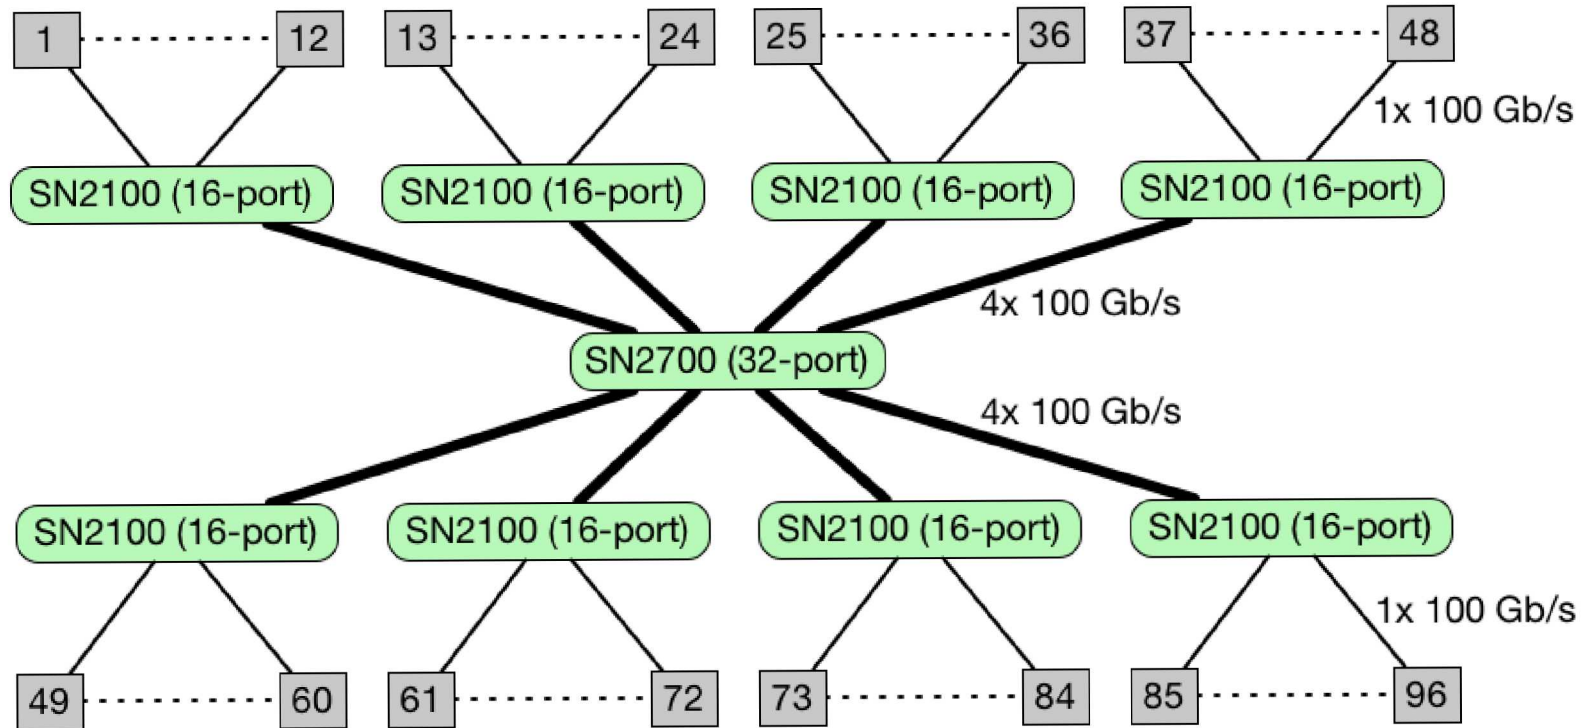 1 12 13 24 25 36 37 48
1x 100 Gb/s
SN2100 (16-port) SN2100 (16-port) SN2100 (16-port) SN2100 (16-port)
4x 100 Gb/s
SN2700 (32-port)
4x 100 Gb/s
SN2100 (16-port) SN2100 (16-port) SN2100 (16-port) SN2100 (16-port)
1x 100 Gb/s
49 60 61 72 73 84 85 96